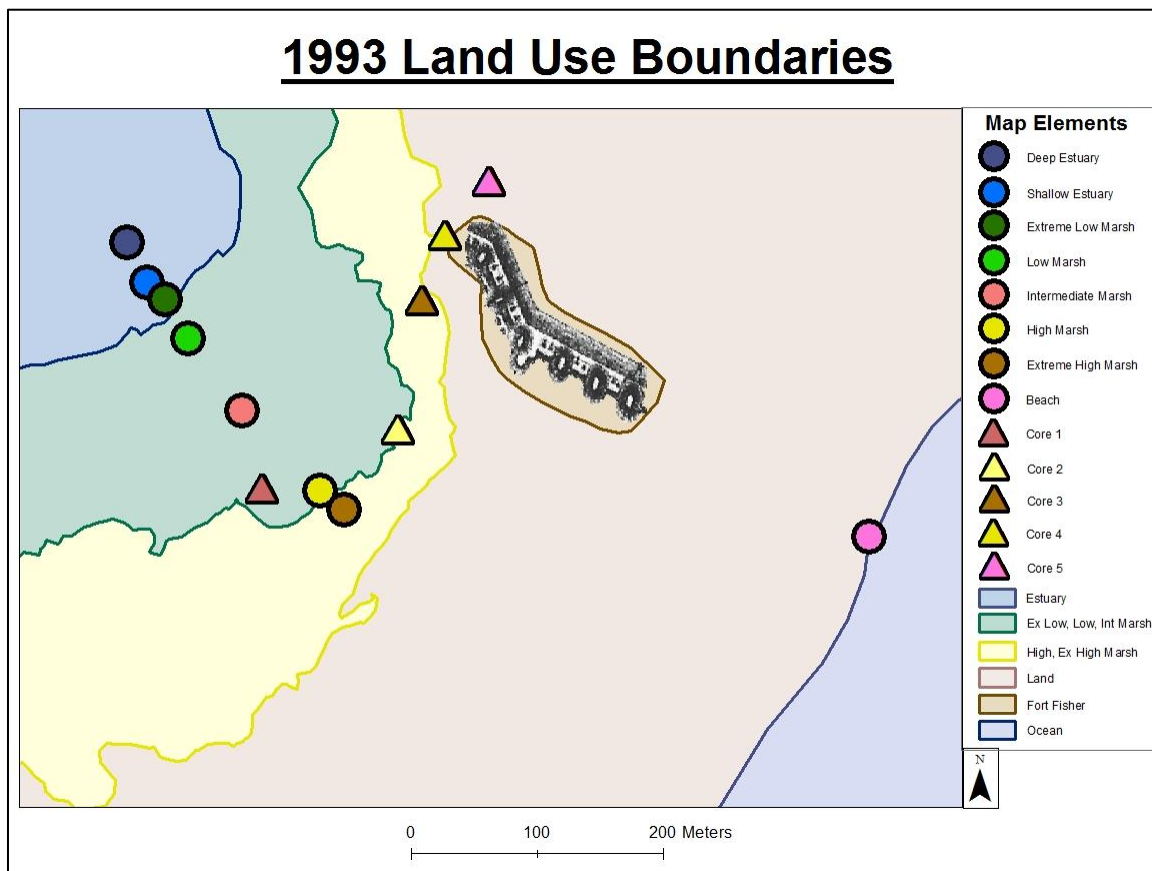 1993 Land Use Boundaries
Map Elements
Deep Estuary
Shallow Estuary
Extreme Low Marsh
Low Marsh
Intermediate Marsh
High Marsh
Extreme High Marsh
Beach
Core 1
Core 2
Core 3
Core 4
Core 5
Estuary
Ex Low, Low, Int Marsh
High, Ex High Marsh
Land
Fort Fisher
Ocean
N
0 100 200 Meters